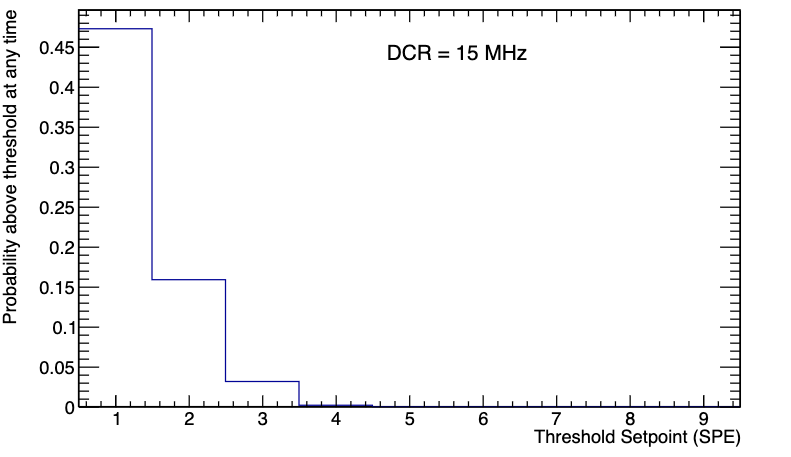 Probability above threshold at any time
DCR = 15 MHz
0.45
0.4
0.35
0.3
0.25
0.2
0.15
0.1
0.05
0
1 2 3 4 5 6 7 8 9
Threshold Setpoint (SPE)